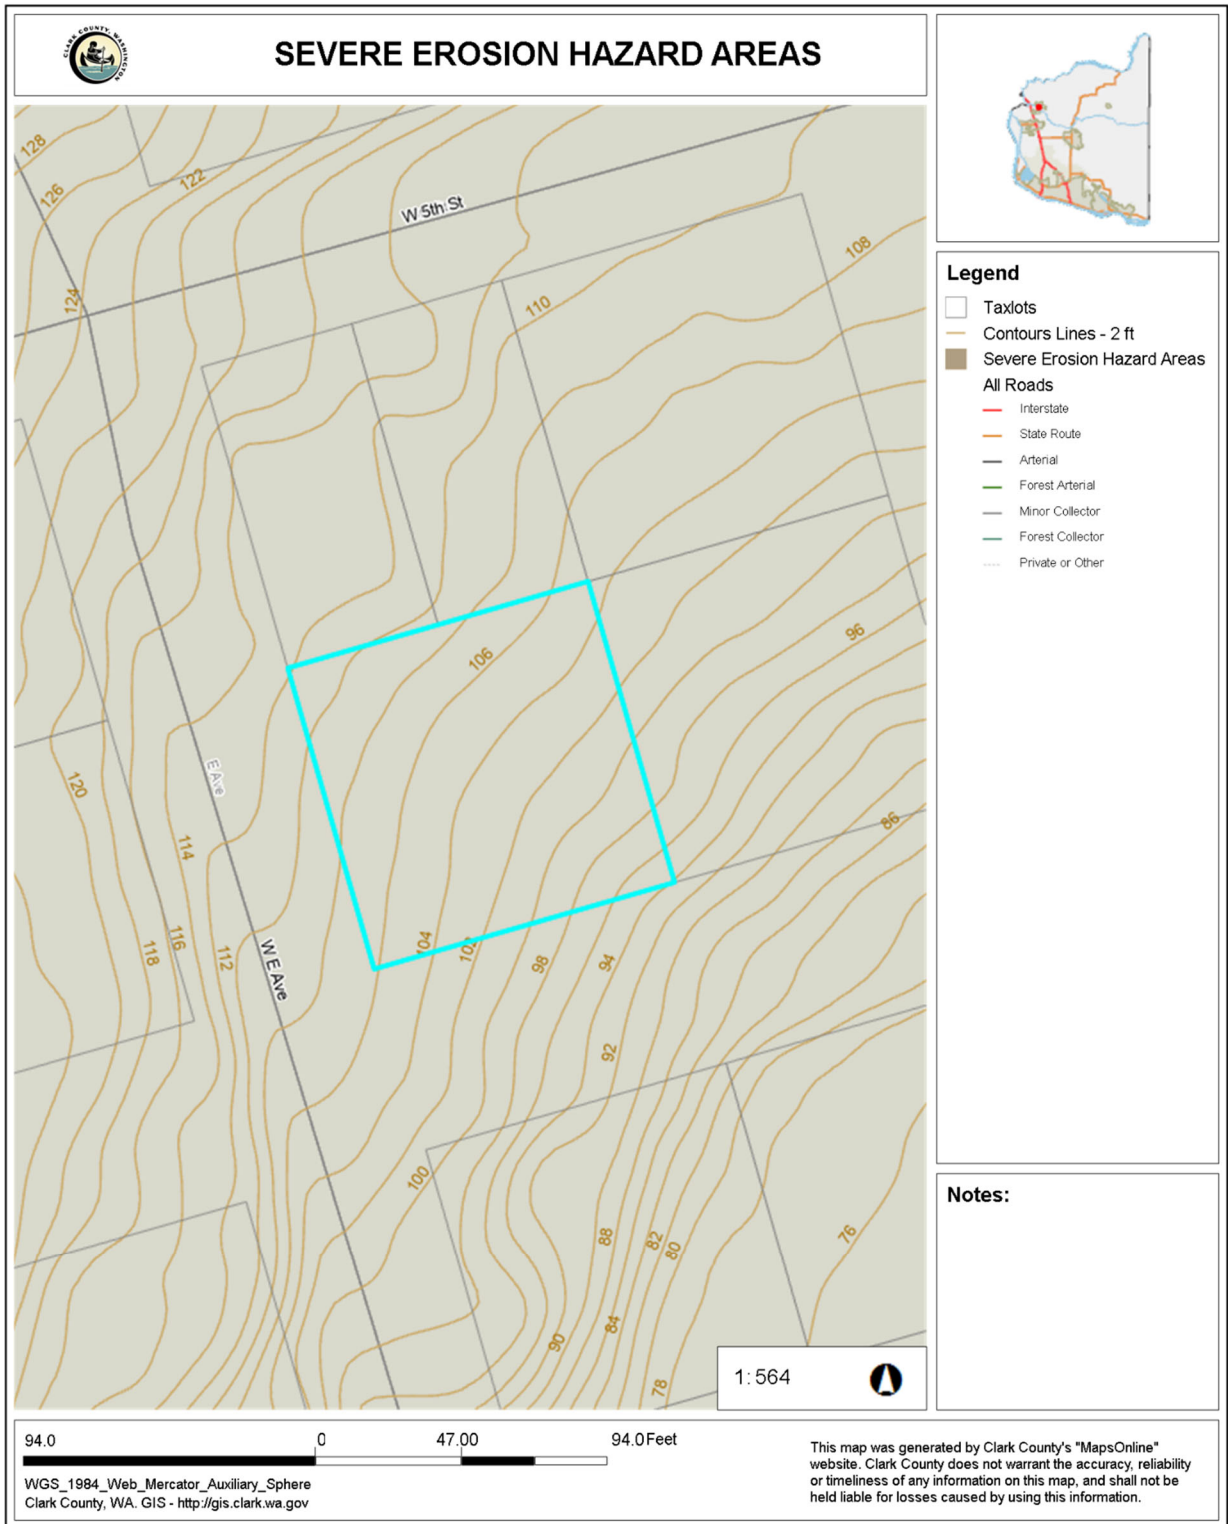 CLARK COUNTY, WASHINGTON
SEVERE EROSION HAZARD AREAS
128
126
122
W 5th St
108
124
110
106
96
120
E Ave
114
86
104
102
118
116
112
W E Ave
98
94
92
100
88
82
80
76
84
90
78
1: 564
Legend
Taxlots
Contours Lines - 2 ft
Severe Erosion Hazard Areas
All Roads
Interstate
State Route
Arterial
Forest Arterial
Minor Collector
Forest Collector
Private or Other
Notes:
94.0 0 47.00 94.0 Feet
WGS_1984_Web_Mercator_Auxiliary_Sphere
Clark County, WA. GIS - http://gis.clark.wa.gov
This map was generated by Clark County's "MapsOnline"
website. Clark County does not warrant the accuracy, reliability
or timeliness of any information on this map, and shall not be
held liable for losses caused by using this information.